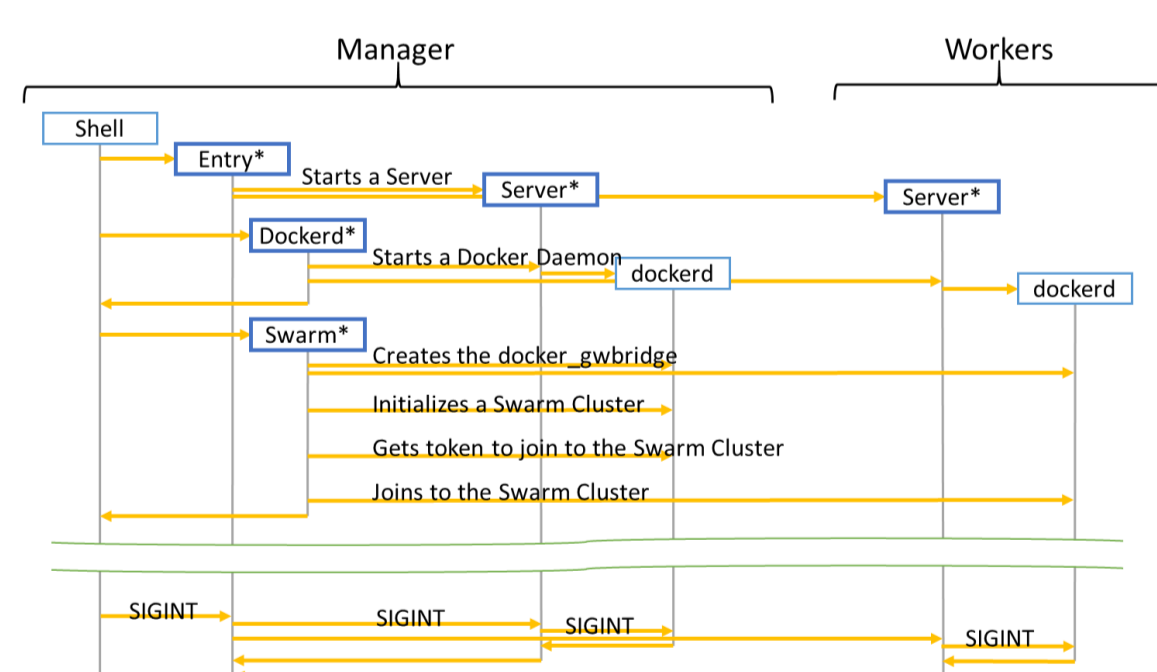 Manager
Workers
Shell
Entry*
Starts a Server
Server*
Server*
Dockerd*
Starts a Docker Daemon
dockerd
dockerd
Swarm*
Creates the docker_gwbridge
Initializes a Swarm Cluster
Gets token to join to the Swarm Cluster
Joins to the Swarm Cluster
SIGINT
SIGINT
SIGINT
SIGINT